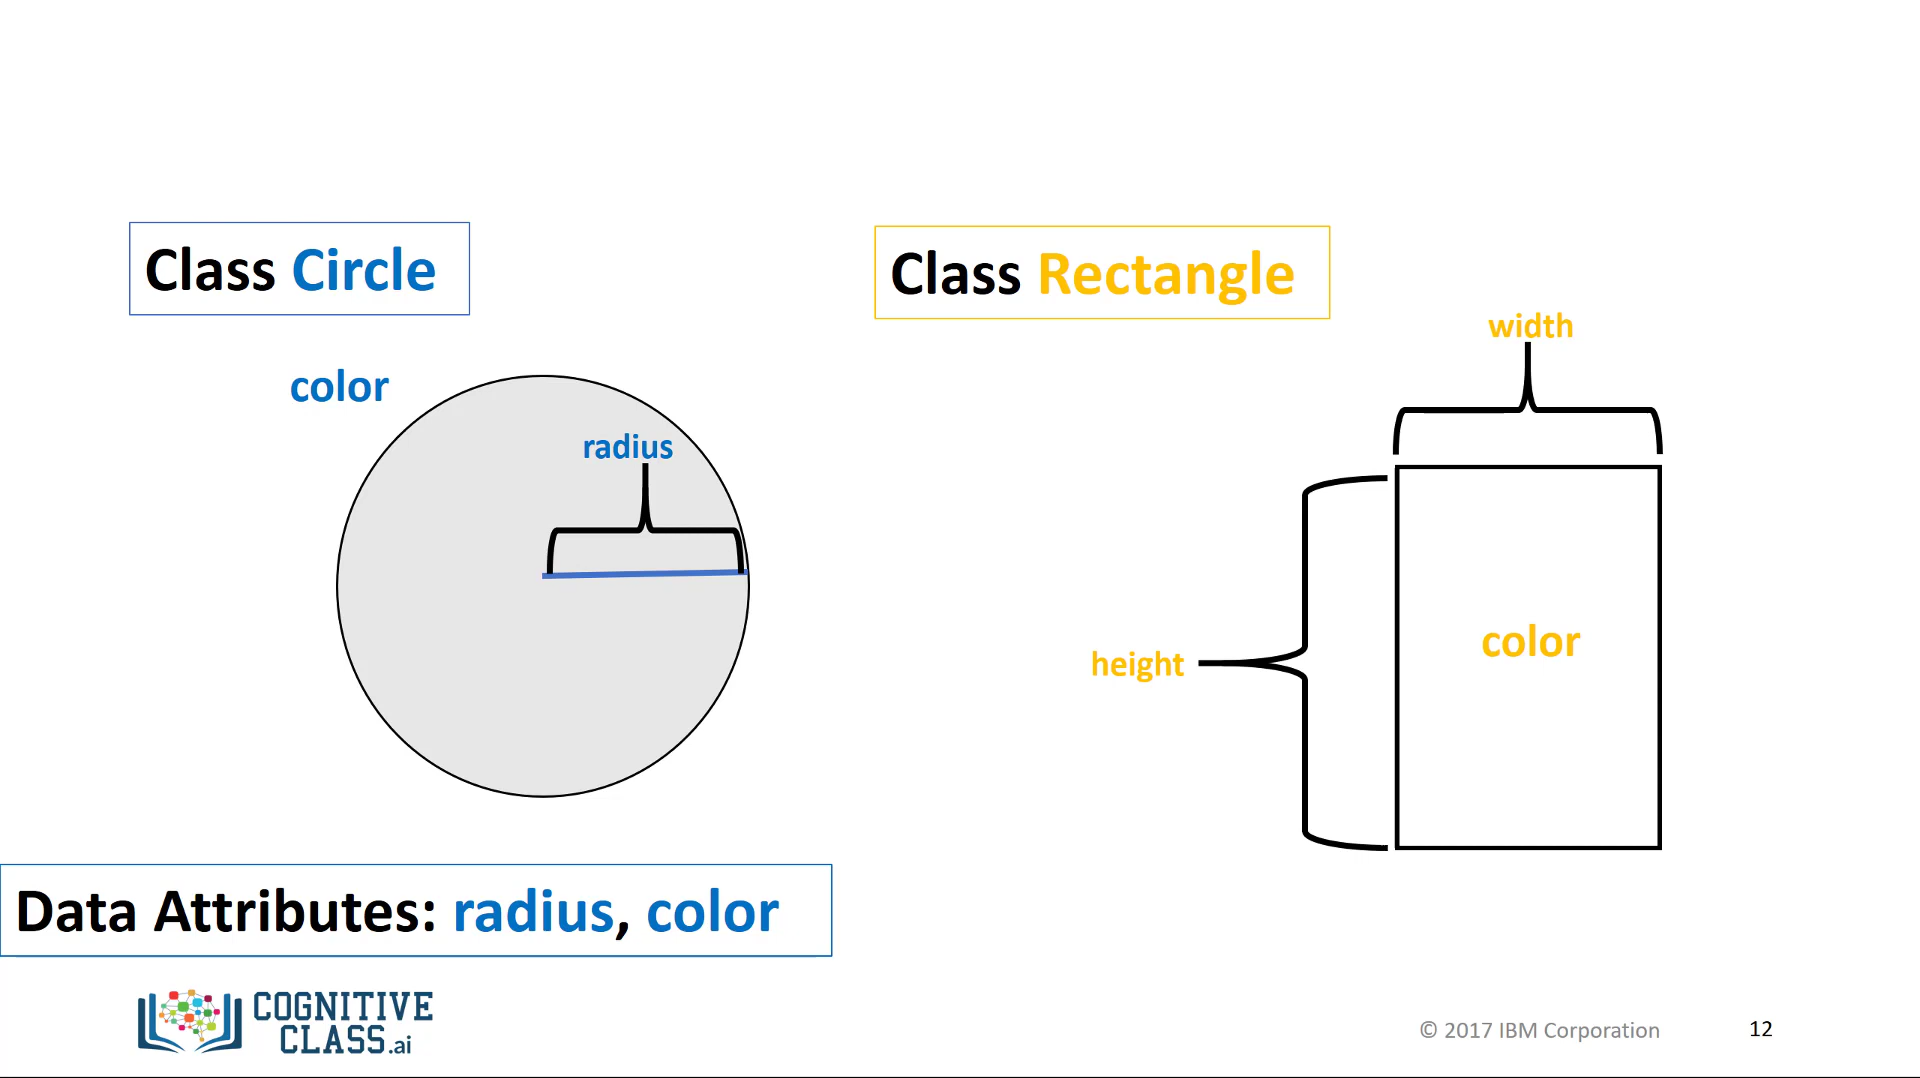 Class Circle
Class Rectangle
width
color
radius
color
height
Data Attributes: radius, color
COGNITIVE
CLASS.ai
© 2017 IBM Corporation
12